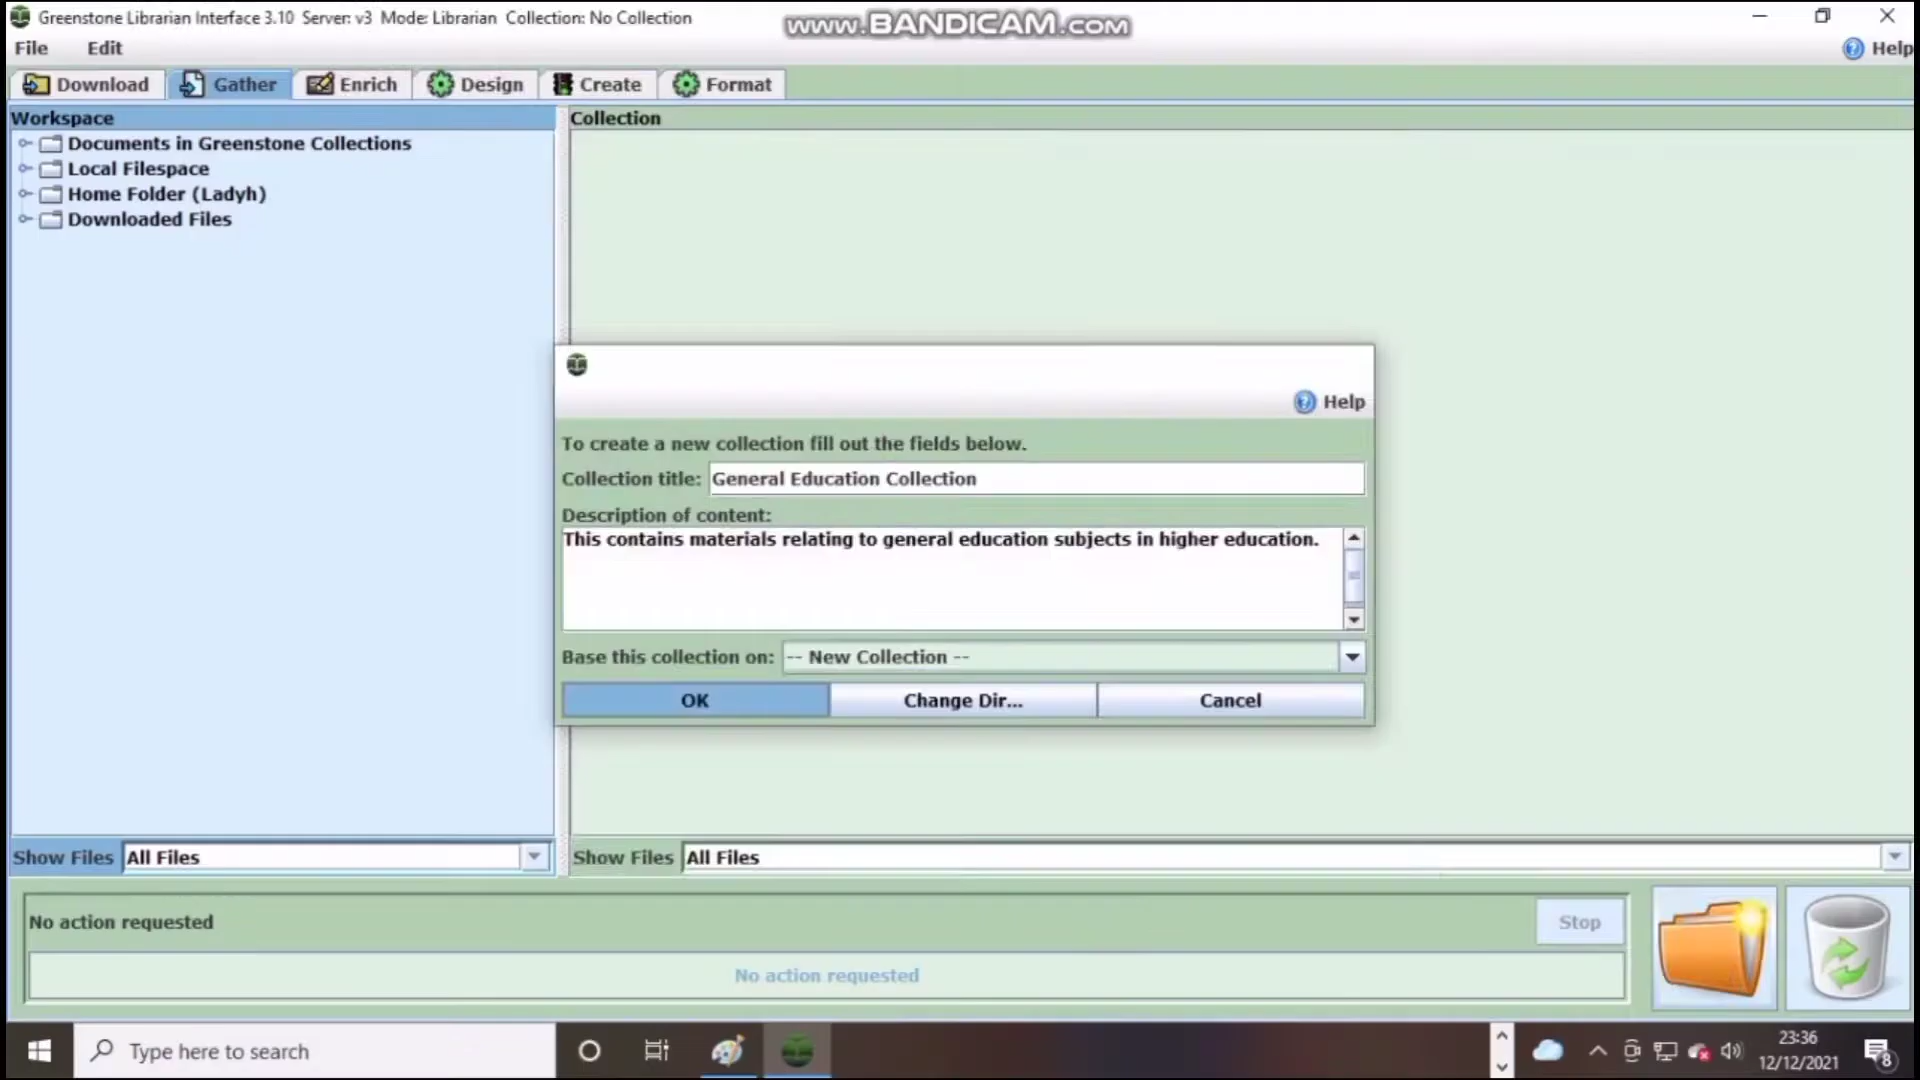 Greenstone Librarian Interface 3.10 Server: v3 Mode: Librarian Collection: No Collection
www.BANDICAM.com
File Edit
Help
Download Gather Enrich Design Create Format
Workspace
Collection
Documents in Greenstone Collections
Local Filespace
Home Folder (Ladyh)
Downloaded Files
Help
To create a new collection fill out the fields below.
Collection title: General Education Collection
Description of content:
This contains materials relating to general education subjects in higher education.
Base this collection on: -- New Collection --
OK Change Dir... Cancel
Show Files All Files
Show Files All Files
No action requested
Stop
No action requested
Type here to search
23:36
12/12/2021
8